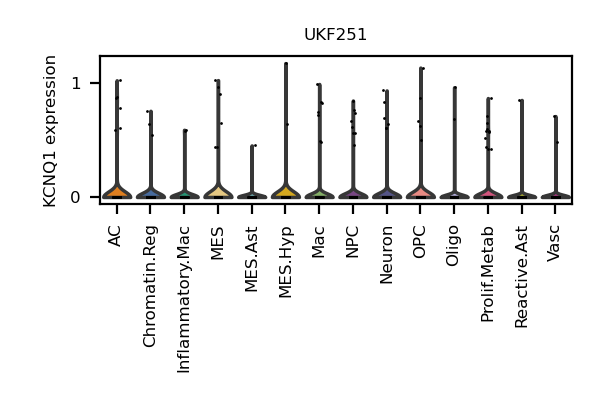 UKF251
KCNQ1 expression
1
0
AC
Chromatin.Reg
Inflammatory.Mac
MES
MES.Ast
MES.Hyp
Mac
NPC
Neuron
OPC
Oligo
Prolif.Metab
Reactive.Ast
Vasc